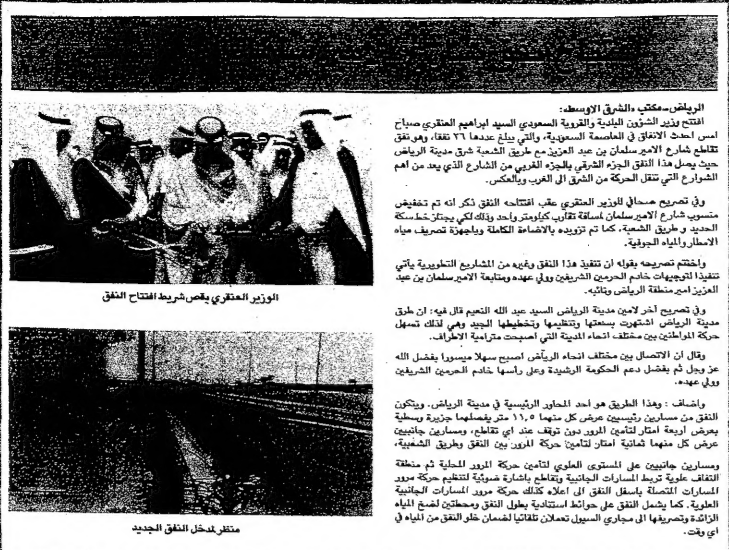 الرياض ـ مكتب «الشرق الاوسط»:
افتتح وزير الشؤون البلدية والقروية السعودي السيد ابراهيم العنقري صباح
امس احدث الانفاق في العاصمة السعودية، والتي يبلغ عددها ٢٦ نفقا، وهو نفق
تقاطع شارع الامير سلمان بن عبد العزيز مع طريق الشعبة شرق مدينة الرياض
حيث يصل هذا النفق الجزء الشرقي بالجزء الغربي من الشارع الذي يعد من اهم
الشوارع التي تنقل الحركة من الشرق الى الغرب وبالعكس.
وفي تصريح صحافي للوزير العنقري عقب افتتاحه النفق ذكر انه تم تخفيض
منسوب شارع الامير سلمان لمسافة تقارب كيلومتر واحد وذلك لكي يجتاز خط سكة
الحديد و طريق الشعبة، كما تم تزويده بالاضاءة الكاملة وباجهزة تصريف مياه
الامطار والمياه الجوفية.
واختتم تصريحه بقوله ان تنفيذ هذا النفق وغيره من المشاريع التطويرية يأتي
تنفيذا لتوجيهات خادم الحرمين الشريفين وولي عهده ومتابعة الامير سلمان بن عبد
العزيز امير منطقة الرياض ونائبه.
وفي تصريح آخر لامين مدينة الرياض السيد عبد الله النعيم قال فيه: ان طرق
مدينة الرياض اشتهرت بسعتها وتنظيمها وتخطيطها الجيد وهي لذلك تسهل
حركة المواطنين بين مختلف انحاء المدينة التي اصبحت مترامية الاطراف.
وقال ان الاتصال بين مختلف انحاء الرياض اصبح سهلا ميسورا بفضل الله
عز وجل ثم بفضل دعم الحكومة الرشيدة وعلى رأسها خادم الحرمين الشريفين
وولي عهده.
واضاف : وهذا الطريق هو احد المحاور الرئيسية في مدينة الرياض. ويتكون
النفق من مسارين رئيسيين عرض كل منهما ١١,٥ متر يفصلهما جزيرة وسطية
بعرض اربعة امتار لتأمين المرور دون توقف عند اي تقاطع، ومسارين جانبيين
عرض كل منهما ثمانية امتار لتأمين حركة المرور بين النفق وطريق الشعبية،
ومسارين جانبيين على المستوى العلوي لتأمين حركة المرور المحلية ثم منطقة
التفاف علوية تربط المسارات الجانبية وتقاطع باشارة ضوئية لتنظيم حركة مرور
المسارات المتصلة باسفل النفق الى اعلاه كذلك حركة مرور المسارات الجانبية
العلوية. كما يشمل النفق على حوائط استنادية بطول النفق ومحطتين لضخ المياه
الزائدة وتصريفها الى مجاري السيول تعملان تلقائيا لضمان خلو النفق من المياه في
أي وقت.
الوزير العنقري يقص شريط افتتاح النفق
منظر لمدخل النفق الجديد